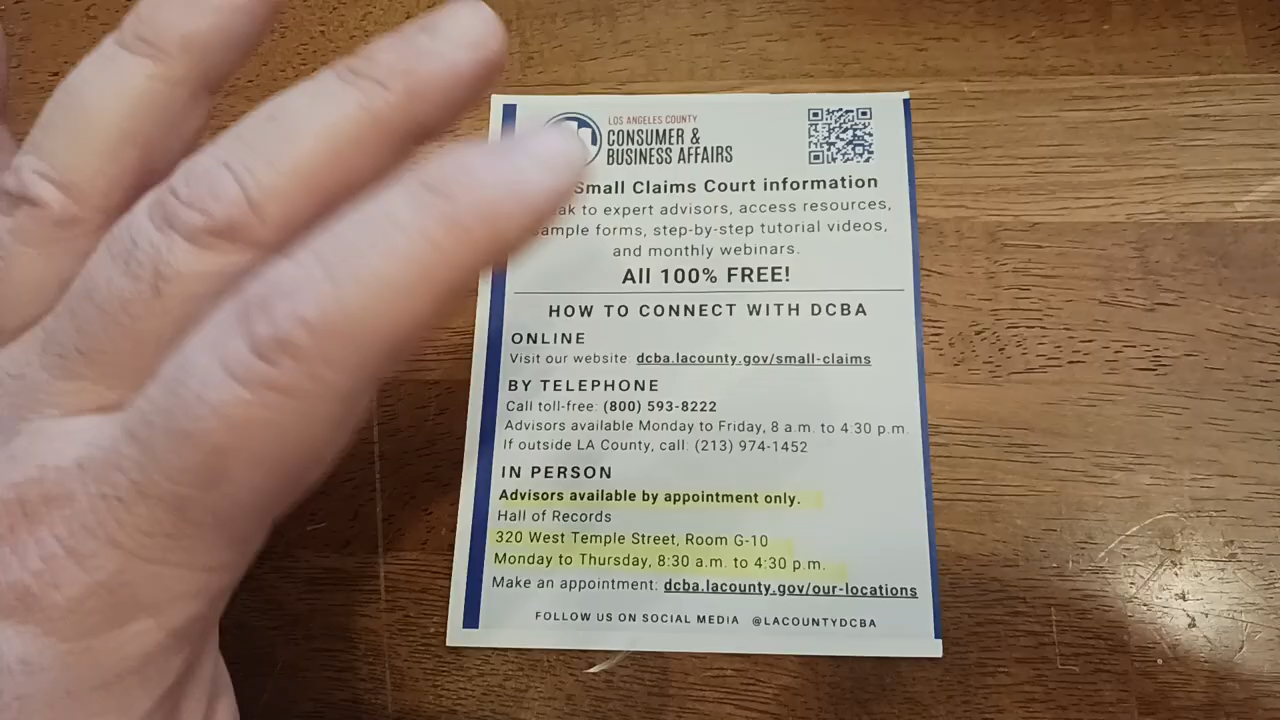 LOS ANGELES COUNTY
CONSUMER &
BUSINESS AFFAIRS
Small Claims Court information
to expert advisors, access resources,
forms, step-by-step tutorial videos,
and monthly webinars.
All 100% FREE!
HOW TO CONNECT WITH DCBA
ONLINE
Visit our website: dcba.lacounty.gov/small-claims
BY TELEPHONE
Call toll-free: (800) 593-8222
Advisors available Monday to Friday, 8 a.m. to 4:30 p.m.
If outside LA County, call: (213) 974-1452
IN PERSON
Advisors available by appointment only.
Hall of Records
320 West Temple Street, Room G-10
Monday to Thursday, 8:30 a.m. to 4:30 p.m.
Make an appointment: dcba.lacounty.gov/our-locations
FOLLOW US ON SOCIAL MEDIA @LACOUNTYDCBA